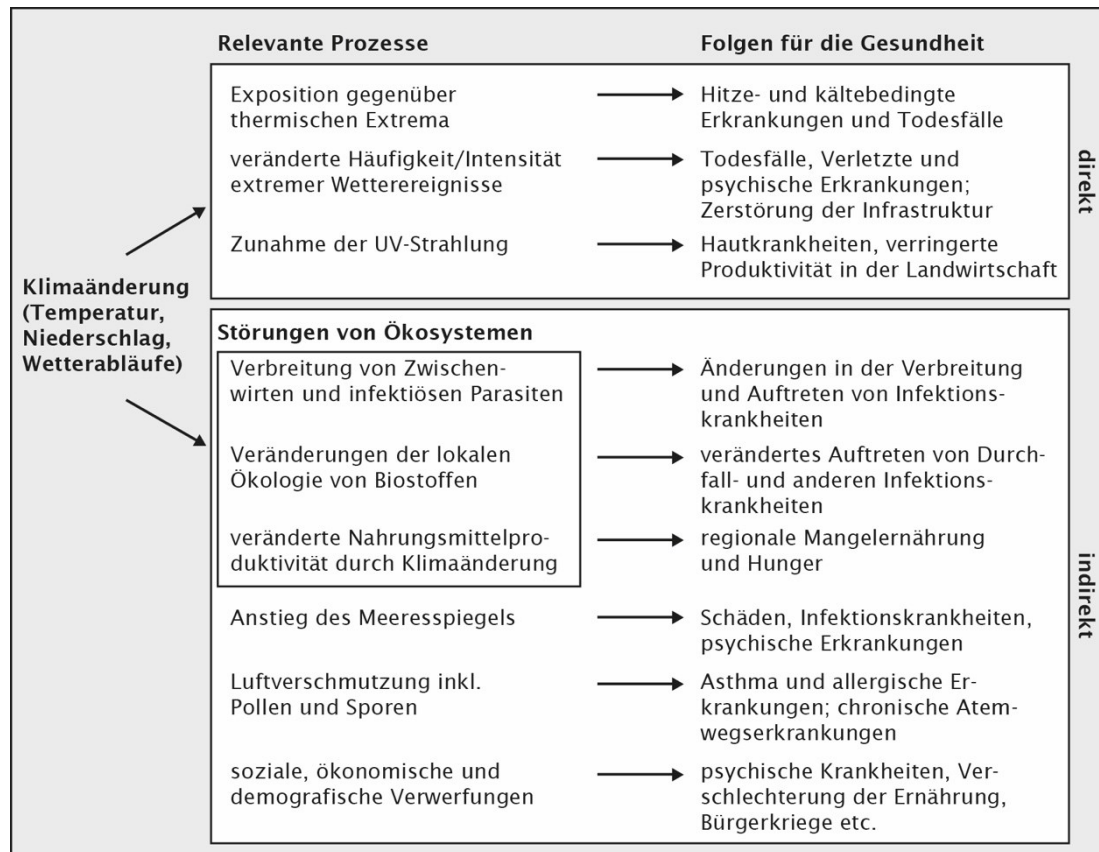 Relevante Prozesse
Folgen für die Gesundheit
Exposition gegenüber
thermischen Extrema
Hitze- und kältebedingte
Erkrankungen und Todesfälle
veränderte Häufigkeit/Intensität
extremer Wetterereignisse
Todesfälle, Verletzte und
psychische Erkrankungen;
Zerstörung der Infrastruktur
Zunahme der UV-Strahlung
Hautkrankheiten, verringerte
Produktivität in der Landwirtschaft
direkt
Klimaänderung
(Temperatur,
Niederschlag,
Wetterabläufe)
Störungen von Ökosystemen
Verbreitung von Zwischen-
wirten und infektiösen Parasiten
Änderungen in der Verbreitung
und Auftreten von Infektions-
krankheiten
Veränderungen der lokalen
Ökologie von Biostoffen
verändertes Auftreten von Durch-
fall- und anderen Infektions-
krankheiten
veränderte Nahrungsmittelpro-
duktivität durch Klimaänderung
regionale Mangelernährung
und Hunger
Anstieg des Meeresspiegels
Schäden, Infektionskrankheiten,
psychische Erkrankungen
Luftverschmutzung inkl.
Pollen und Sporen
Asthma und allergische Er-
krankungen; chronische Atem-
wegserkrankungen
soziale, ökonomische und
demografische Verwerfungen
psychische Krankheiten, Ver-
schlechterung der Ernährung,
Bürgerkriege etc.
indirekt